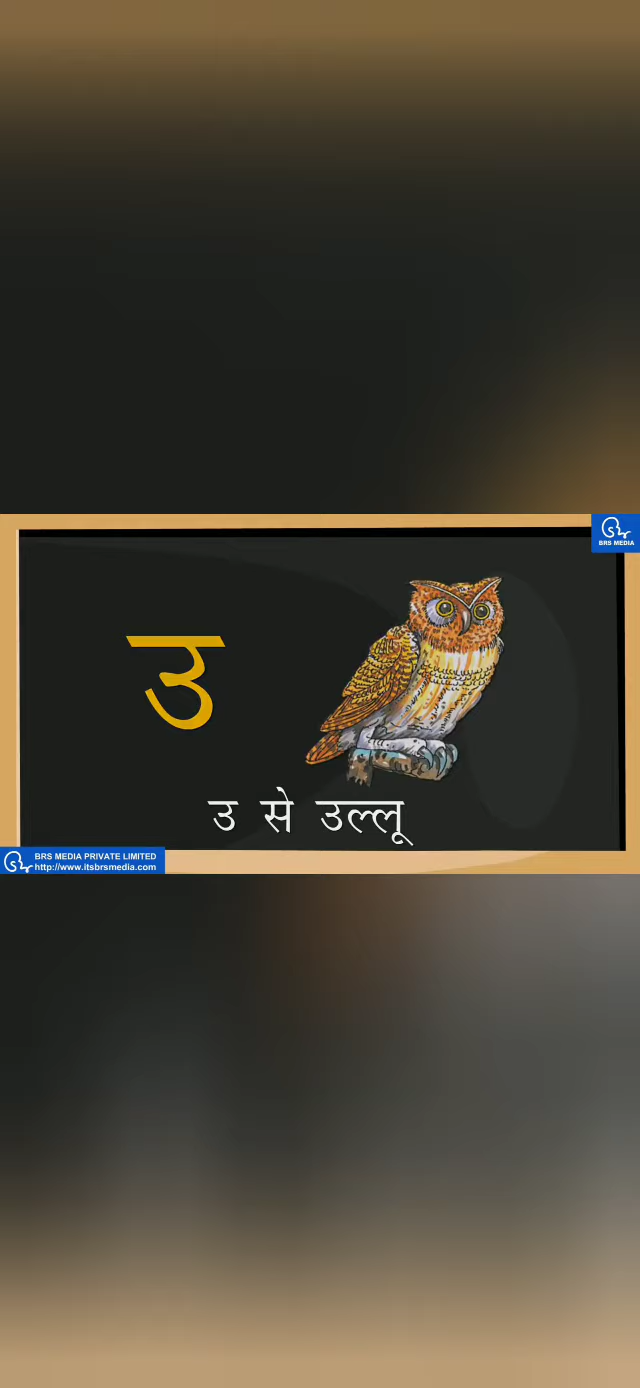 BRS MEDIA
उ
उ से उल्लू
BRS MEDIA PRIVATE LIMITED
http://www.itsbrsmedia.com